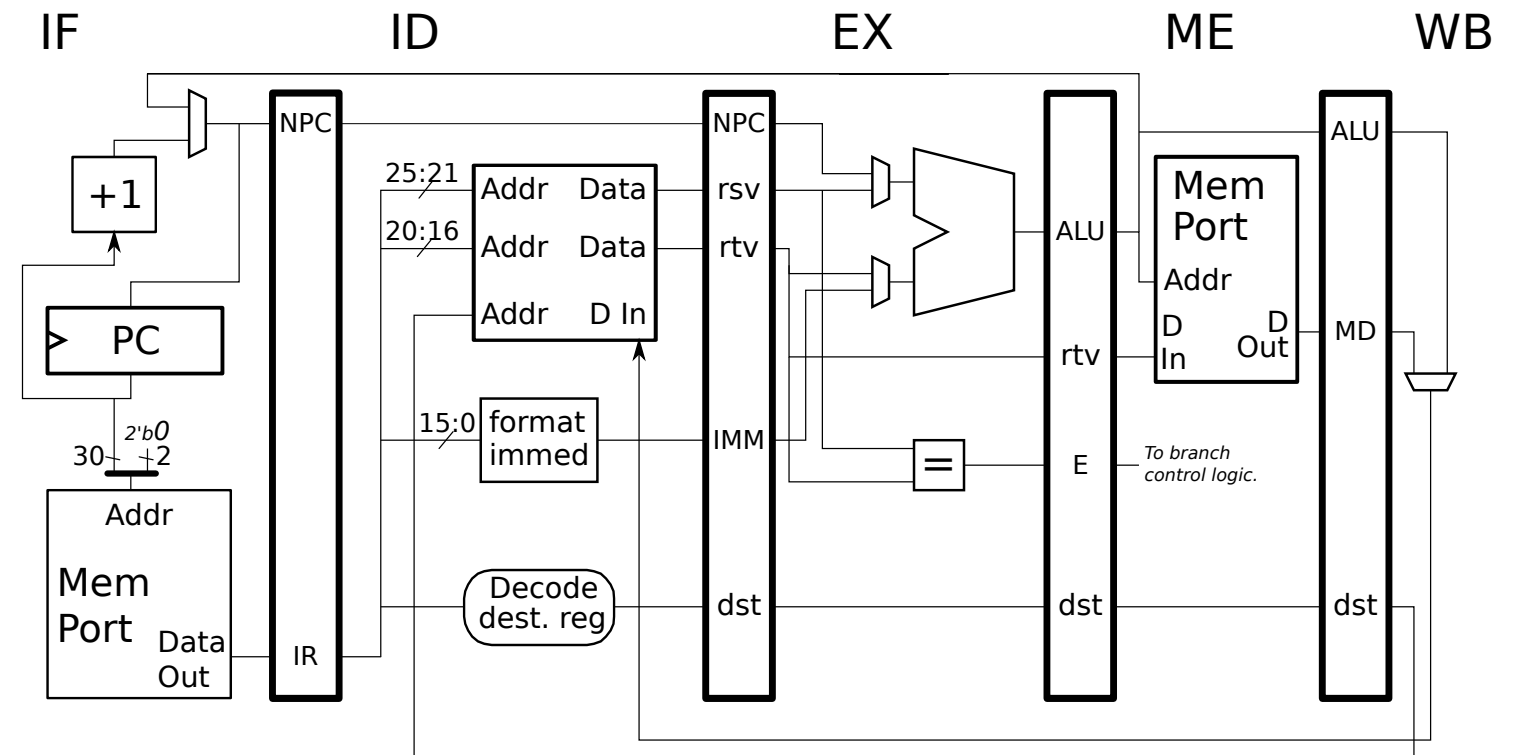 IF
ID
EX
ME
WB
+1
PC
2'b0
30
2
Addr
Mem
Port
Data
Out
NPC
IR
25:21
20:16
Addr
Data
Addr
Data
Addr
D In
15:0
format
immed
Decode
dest. reg
NPC
rsv
rtv
IMM
dst
=
ALU
rtv
E
dst
To branch
control logic.
Mem
Port
Addr
D
In
D
Out
ALU
MD
dst